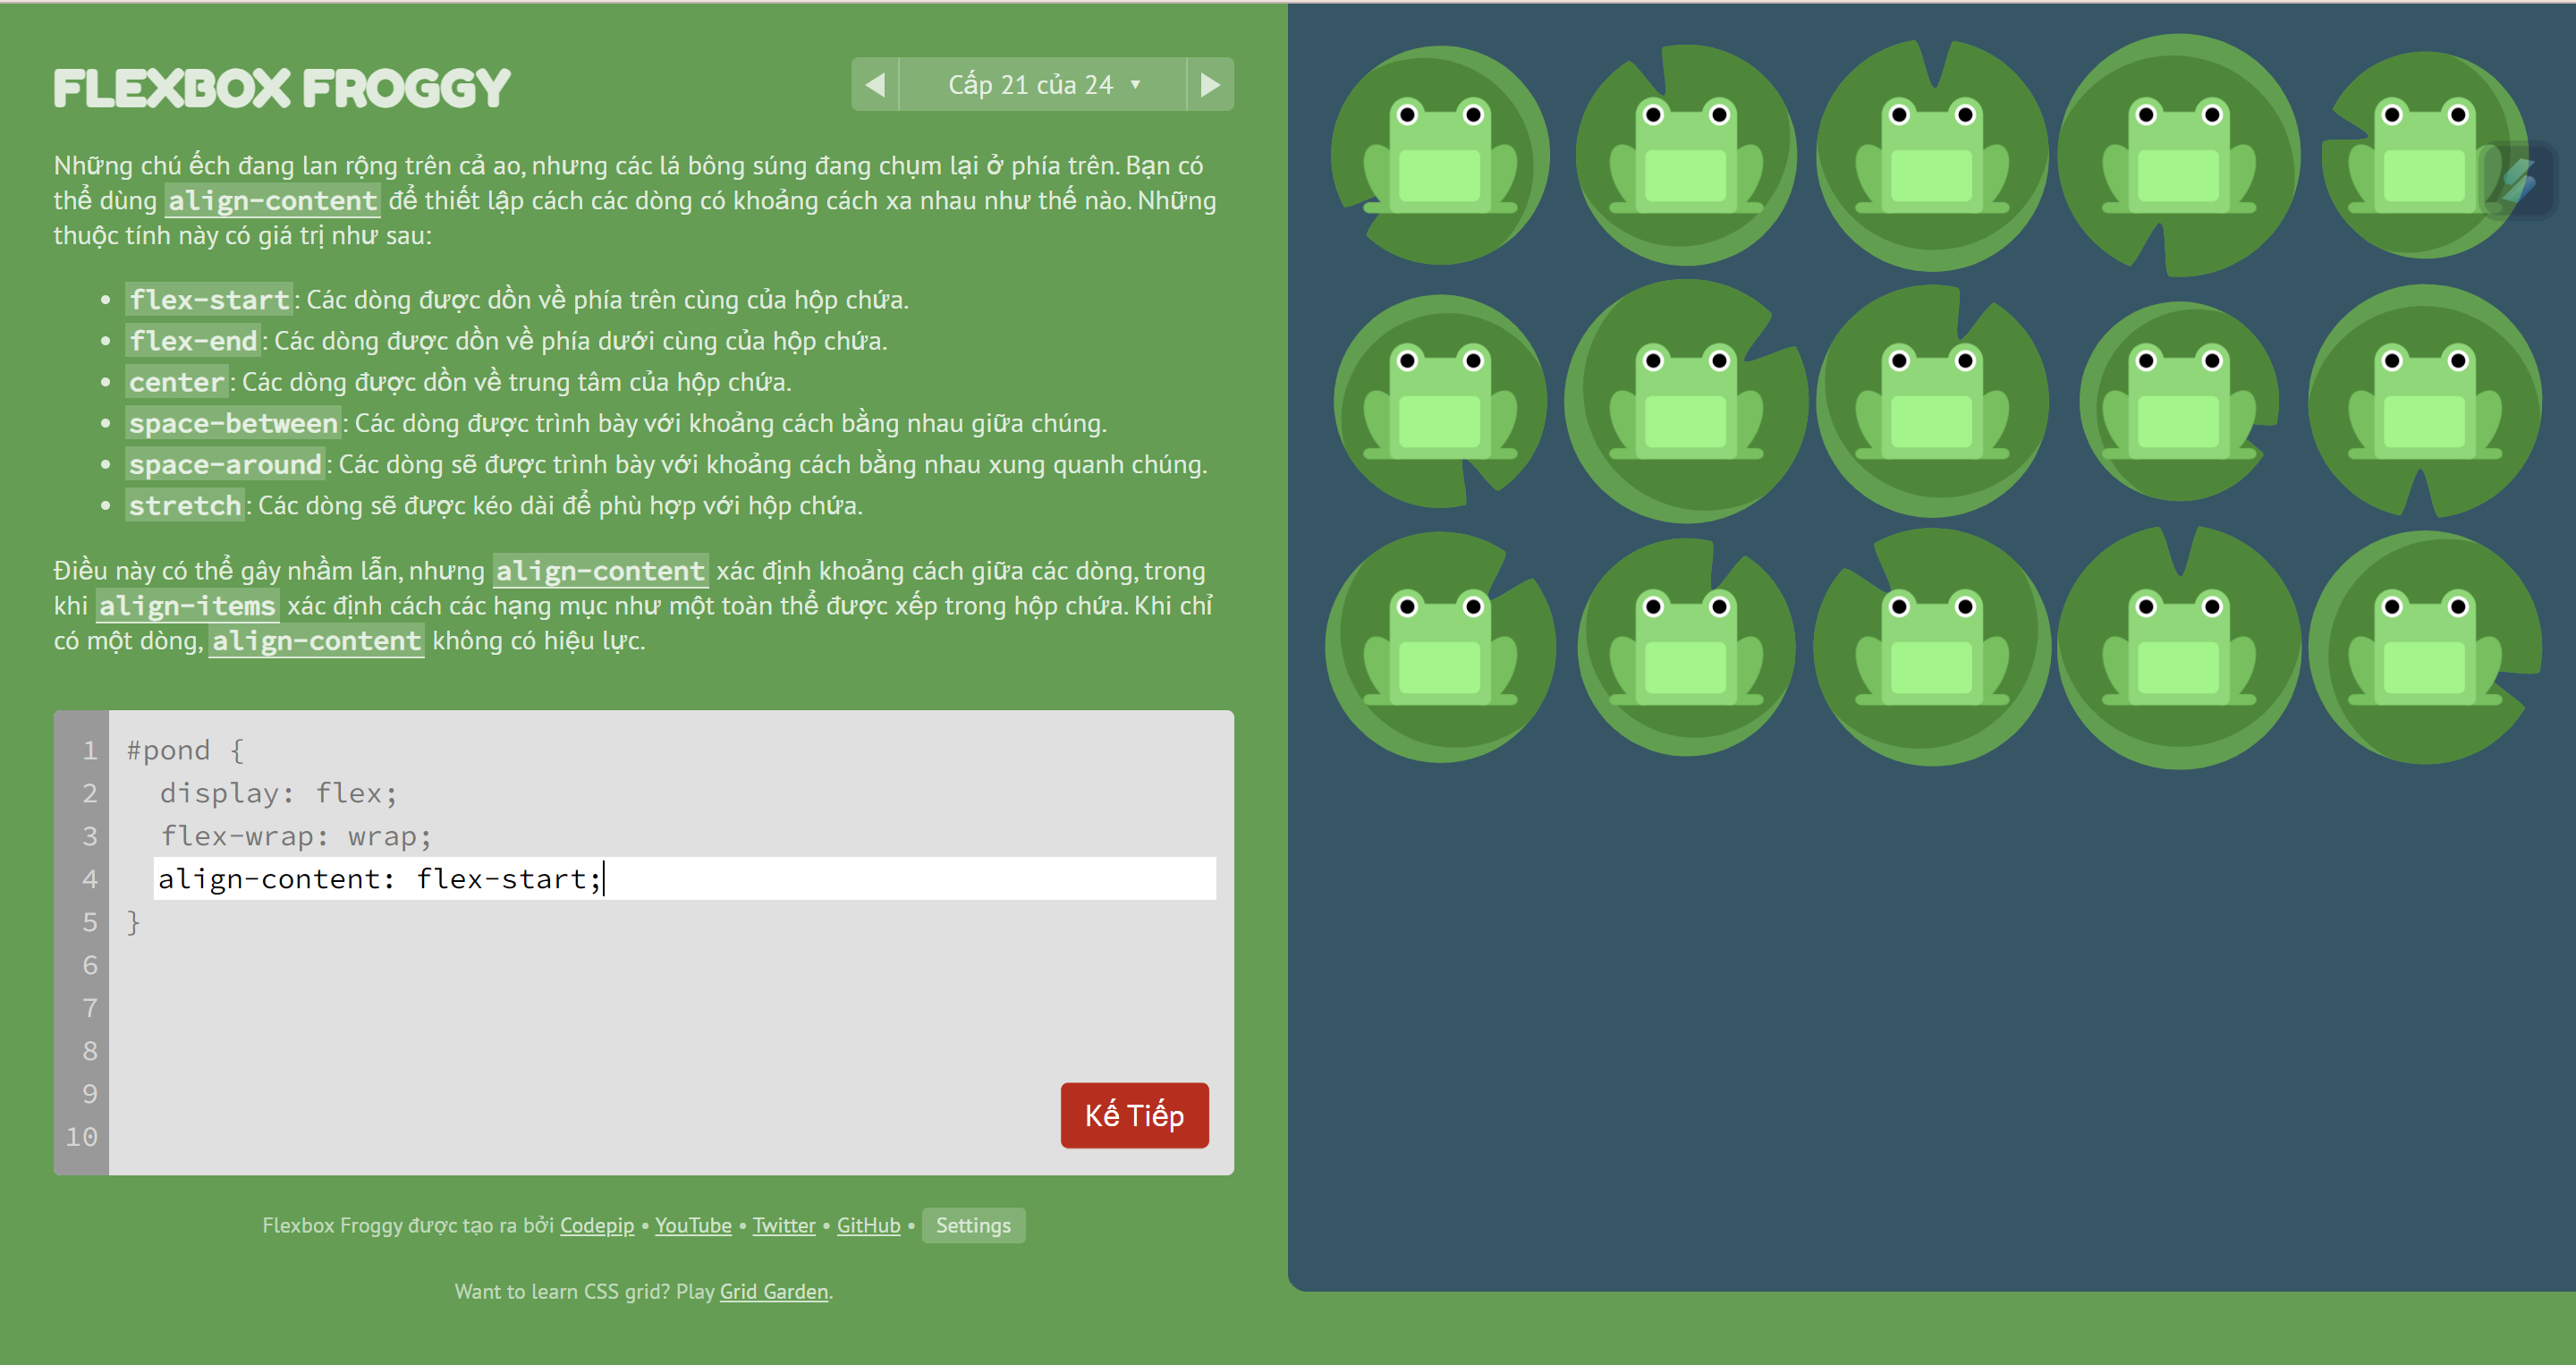 FLEXBOX FROGGY
Cấp 21 của 24 ▼
Những chú ếch đang lan rộng trên cả ao, nhưng các lá bông súng đang chụm lại ở phía trên. Bạn có
thể dùng align-content để thiết lập cách các dòng có khoảng cách xa nhau như thế nào. Những
thuộc tính này có giá trị như sau:
• flex-start: Các dòng được dồn về phía trên cùng của hộp chứa.
• flex-end: Các dòng được dồn về phía dưới cùng của hộp chứa.
• center: Các dòng được dồn về trung tâm của hộp chứa.
• space-between: Các dòng được trình bày với khoảng cách bằng nhau giữa chúng.
• space-around: Các dòng sẽ được trình bày với khoảng cách bằng nhau xung quanh chúng.
• stretch: Các dòng sẽ được kéo dài để phù hợp với hộp chứa.
Điều này có thể gây nhầm lẫn, nhưng align-content xác định khoảng cách giữa các dòng, trong
khi align-items xác định cách các hạng mục như một toàn thể được xếp trong hộp chứa. Khi chỉ
có một dòng, align-content không có hiệu lực.
1 #pond {
2 display: flex;
3 flex-wrap: wrap;
4 align-content: flex-start;
5 }
6
7
8
9
10
Kế Tiếp
Flexbox Froggy được tạo ra bởi Codepip • YouTube • Twitter • GitHub • Settings
Want to learn CSS grid? Play Grid Garden.